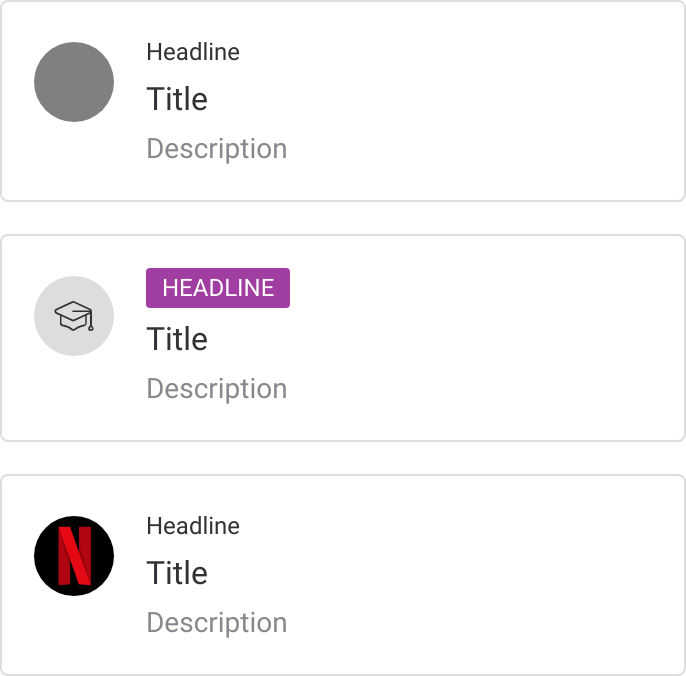 Headline
Title
Description
HEADLINE
Title
Description
N
Headline
Title
Description